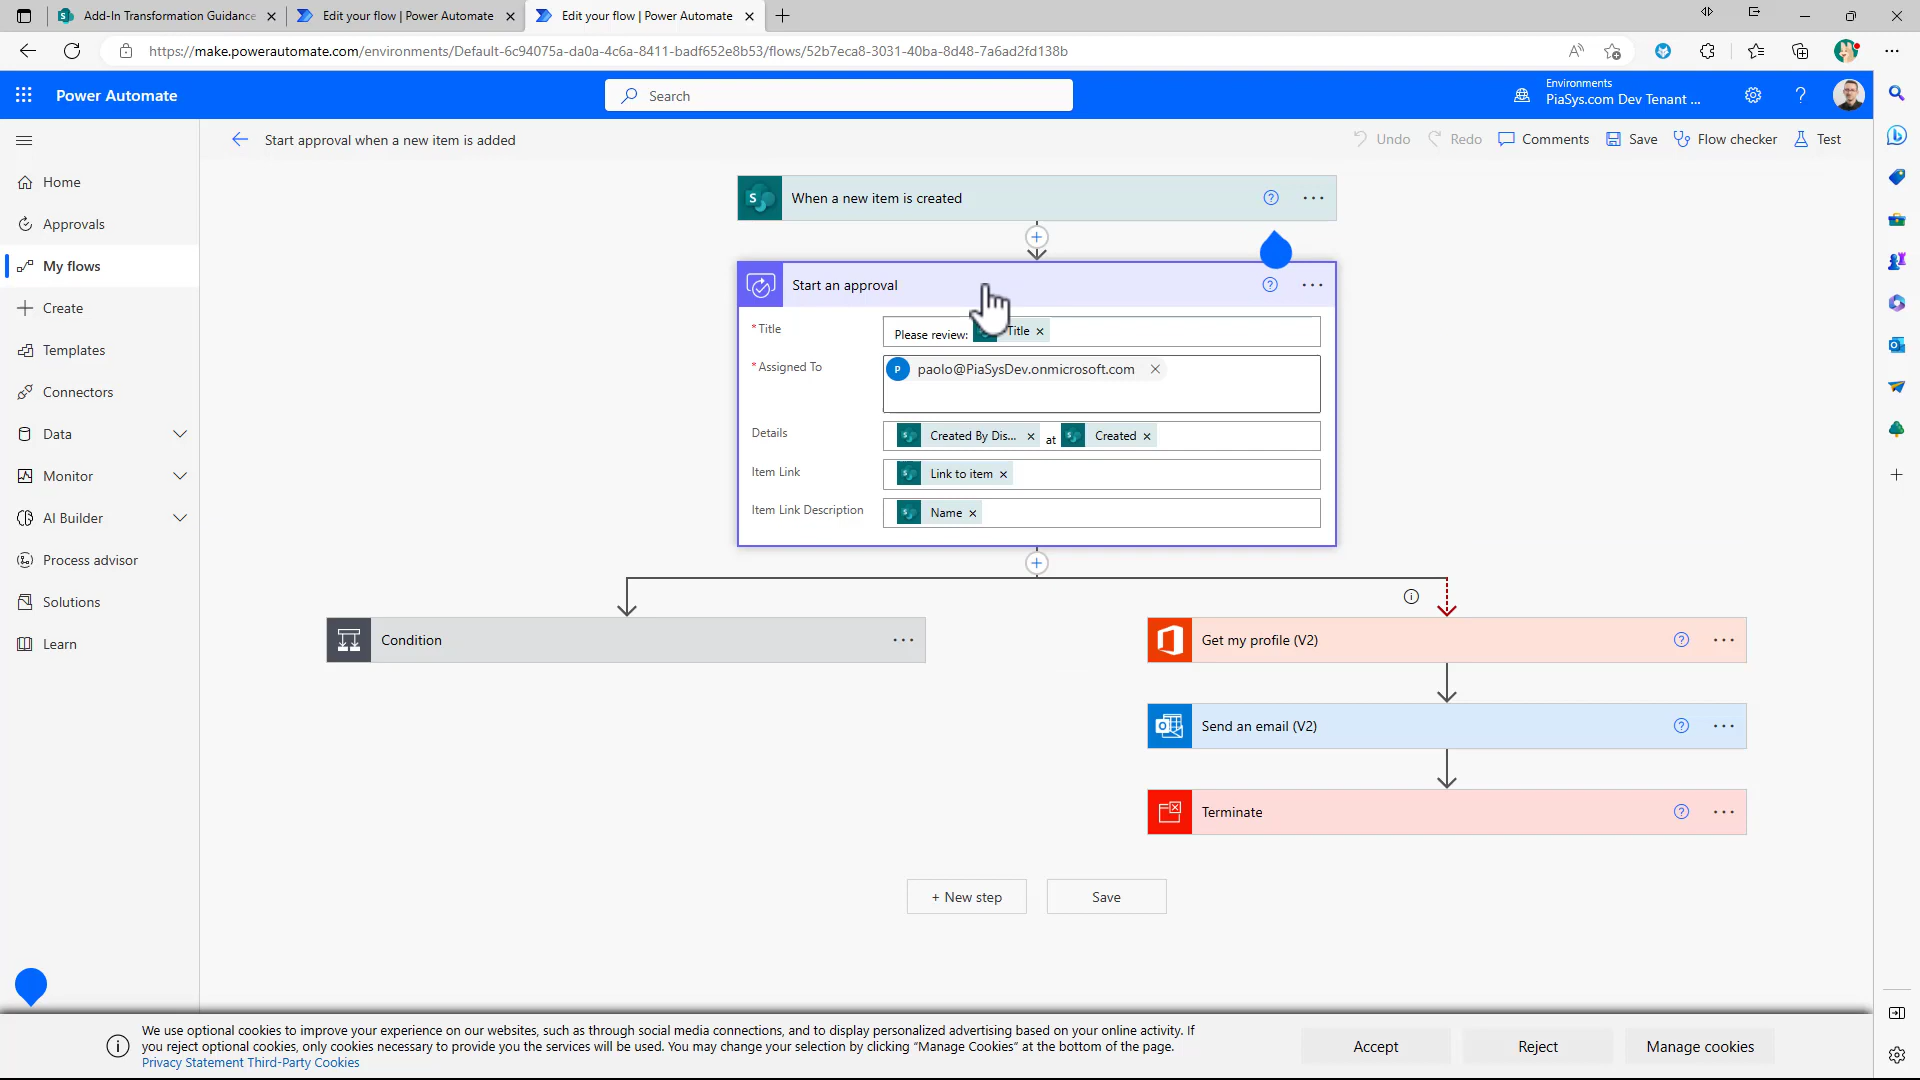 Add-In Transformation Guidance
Edit your flow | Power Automate
Edit your flow | Power Automate
https://make.powerautomate.com/environments/Default-6c94075a-da0a-4c6a-8411-badf652e8b53/flows/52b7eca8-3031-40ba-8d48-7a6ad2fd138b
Power Automate
Search
Environments
PiaSys.com Dev Tenant ...
Start approval when a new item is added
Undo
Redo
Comments
Save
Flow checker
Test
Home
Approvals
My flows
Create
Templates
Connectors
Data
Monitor
AI Builder
Process advisor
Solutions
Learn
When a new item is created
Start an approval
* Title
Please review: Title
* Assigned To
P paolo@PiaSysDev.onmicrosoft.com
Details
Created By Dis... at Created
Item Link
Link to item
Item Link Description
Name
Condition
Get my profile (V2)
Send an email (V2)
Terminate
+ New step
Save
We use optional cookies to improve your experience on our websites, such as through social media connections, and to display personalized advertising based on your online activity. If
you reject optional cookies, only cookies necessary to provide you the services will be used. You may change your selection by clicking "Manage Cookies" at the bottom of the page.
Privacy Statement Third-Party Cookies
Accept
Reject
Manage cookies